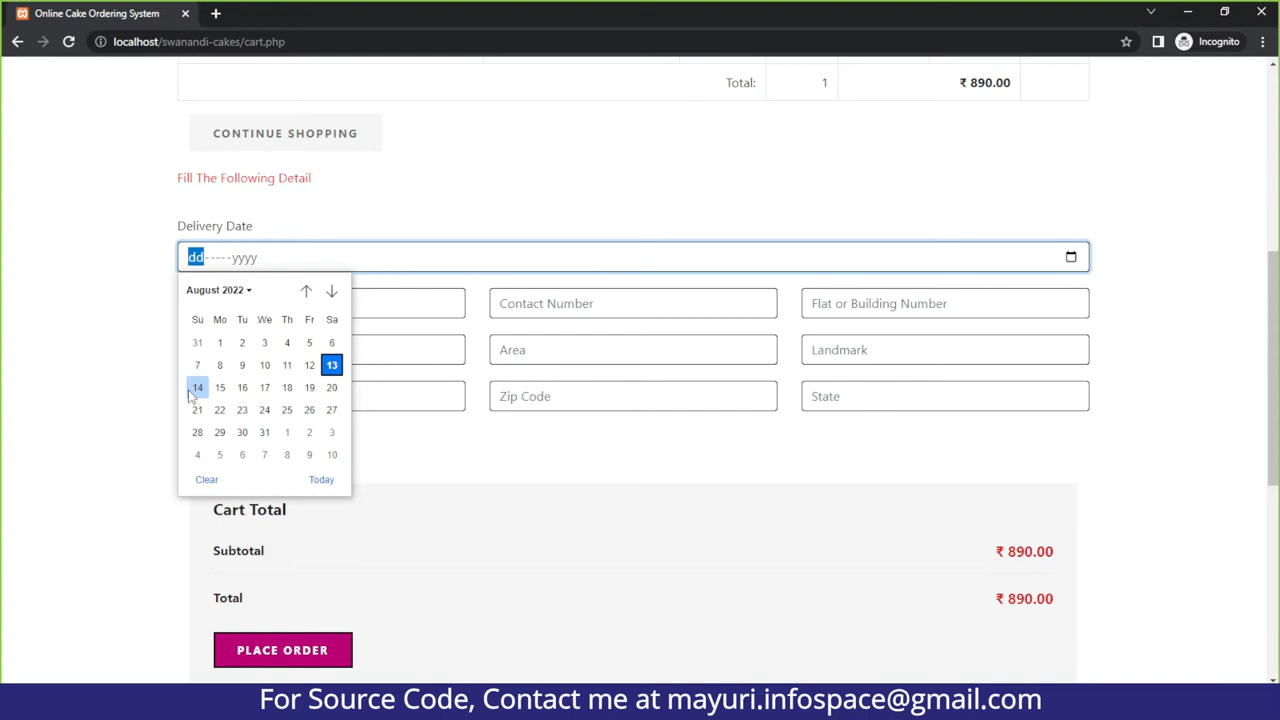 Online Cake Ordering System
localhost/swanandi-cakes/cart.php
Incognito
Total: 1 ₹ 890.00
CONTINUE SHOPPING
Fill The Following Detail
Delivery Date
dd-----yyyy
August 2022
Su Mo Tu We Th Fr Sa
31 1 2 3 4 5 6
7 8 9 10 11 12 13
14 15 16 17 18 19 20
21 22 23 24 25 26 27
28 29 30 31 1 2 3
4 5 6 7 8 9 10
Clear Today
Contact Number Flat or Building Number
Area Landmark
Zip Code State
Cart Total
Subtotal ₹ 890.00
Total ₹ 890.00
PLACE ORDER
For Source Code, Contact me at mayuri.infospace@gmail.com